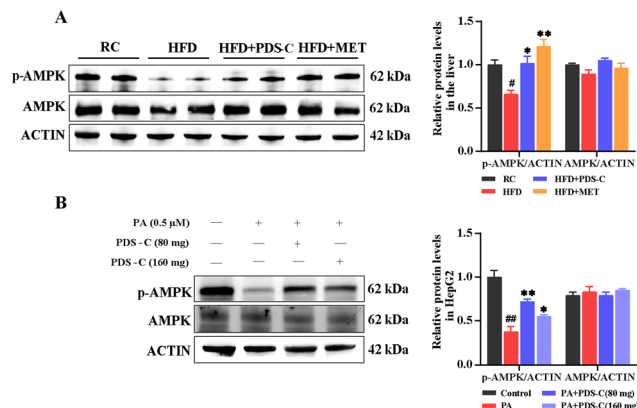 A
RC HFD HFD+PDS-C HFD+MET
p-AMPK 62 kDa
AMPK 62 kDa
ACTIN 42 kDa
Relative protein levels
in the liver
1.5
1.0
0.5
0.0
# * **
p-AMPK/ACTIN AMPK/ACTIN
RC HFD+PDS-C
HFD HFD+MET
B
PA (0.5 μM) — + + +
PDS-C (80 mg) — — + —
PDS-C (160 mg) — — — +
p-AMPK 62 kDa
AMPK 62 kDa
ACTIN 42 kDa
Relative protein levels
in HepG2
1.5
1.0
0.5
0.0
## ** *
p-AMPK/ACTIN AMPK/ACTIN
Control PA+PDS-C(80 mg)
PA PA+PDS-C(160 mg)